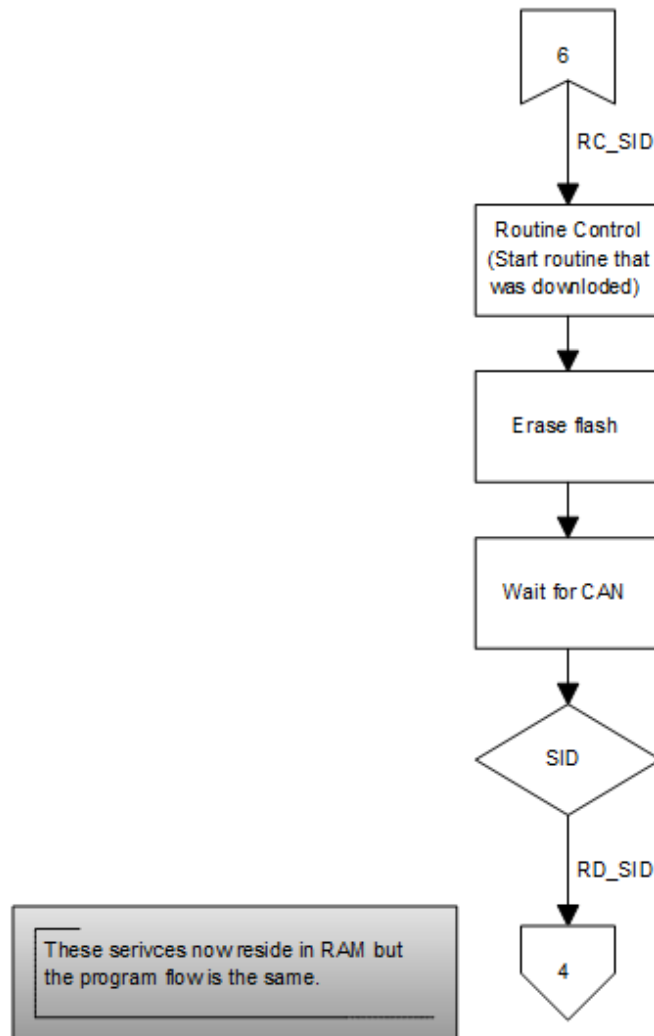 6
RC_SID
Routine Control
(Start routine that
was downloded)
Erase flash
Wait for CAN
SID
RD_SID
These serivces now reside in RAM but
the program flow is the same.
4